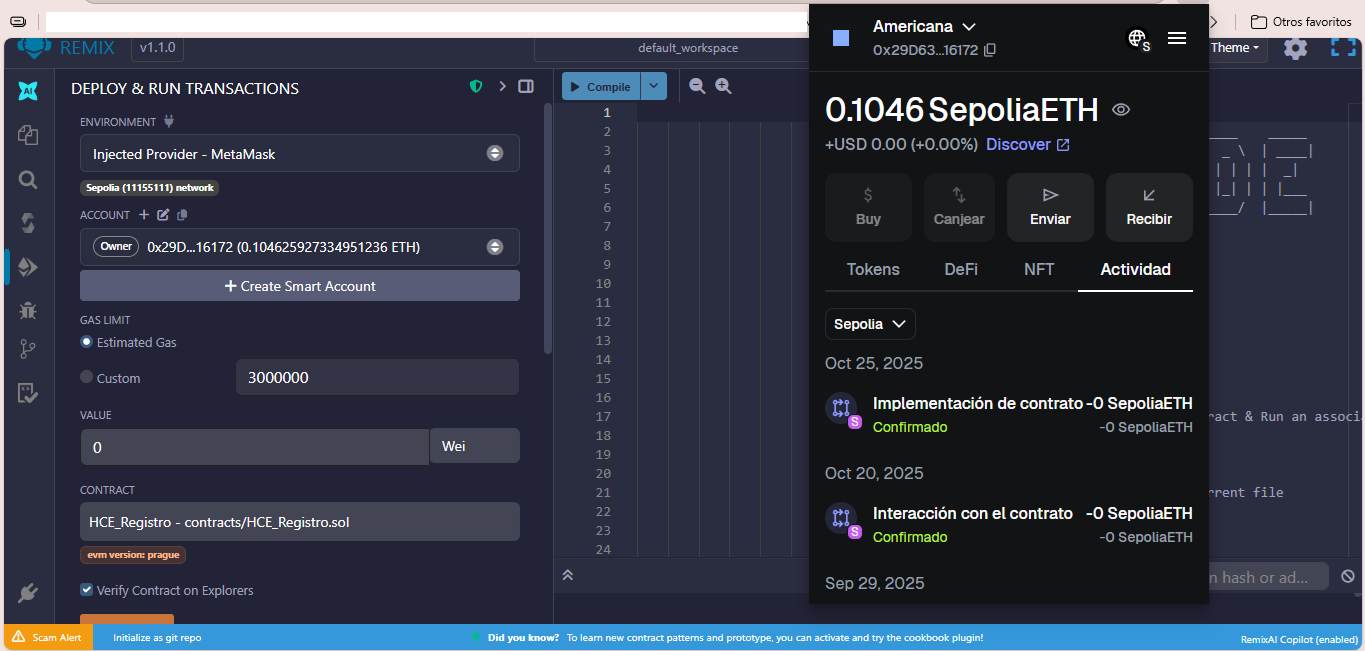 Otros favoritos
REMIX v1.1.0
default_workspace
Theme
DEPLOY & RUN TRANSACTIONS
ENVIRONMENT
Injected Provider - MetaMask
Sepolia (11155111) network
ACCOUNT
Owner 0x29D...16172 (0.104625927334951236 ETH)
+ Create Smart Account
GAS LIMIT
Estimated Gas
Custom 3000000
VALUE
0 Wei
CONTRACT
HCE_Registro - contracts/HCE_Registro.sol
evm version: prague
Verify Contract on Explorers
Compile
1
2
3
4
5
6
7
8
9
10
11
12
13
14
15
16
17
18
19
20
21
22
23
24
ract & Run an associ
rrent file
n hash or ad...
Americana
0x29D63...16172
S
0.1046 SepoliaETH
+USD 0.00 (+0.00%) Discover
Buy
Canjear
Enviar
Recibir
Tokens DeFi NFT Actividad
Sepolia
Oct 25, 2025
Implementación de contrato -0 SepoliaETH
S
Confirmado -0 SepoliaETH
Oct 20, 2025
Interacción con el contrato -0 SepoliaETH
S
Confirmado -0 SepoliaETH
Sep 29, 2025
AI
Scam Alert
Initialize as git repo
Did you know? To learn new contract patterns and prototype, you can activate and try the cookbook plugin!
RemixAI Copilot (enabled)